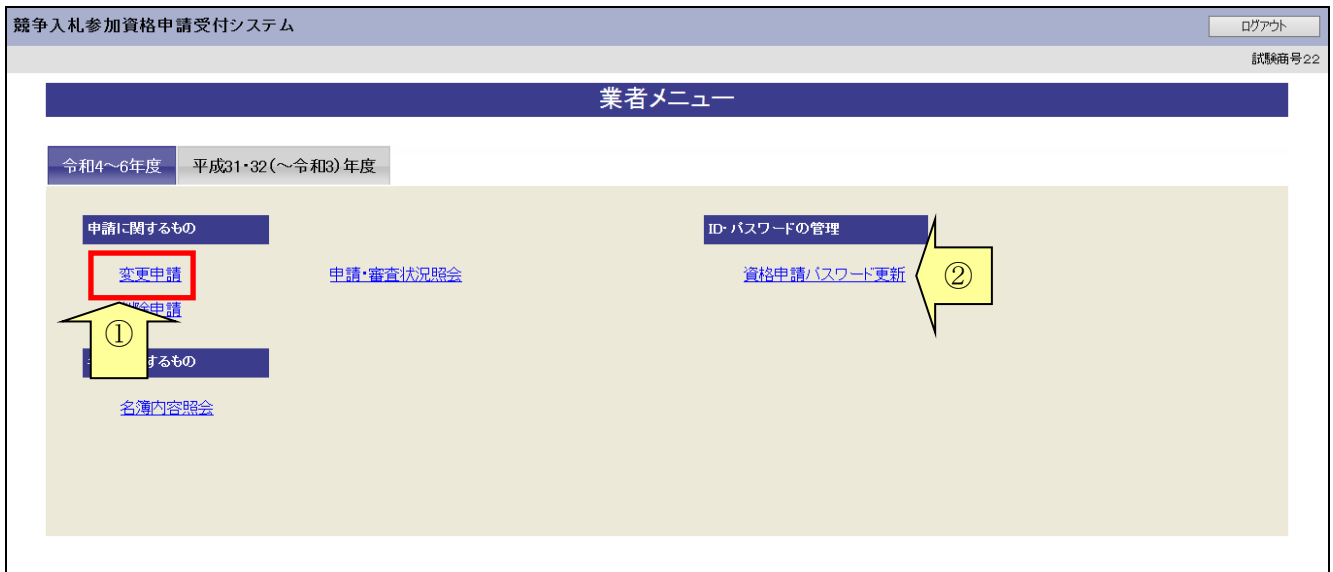 競争入札参加資格申請受付システム
ログアウト
試験商号22
業者メニュー
令和4～6年度
平成31・32(～令和3)年度
申請に関するもの
ID・パスワードの管理
変更申請
申請・審査状況照会
資格申請パスワード更新
②
除申請
①
するもの
名簿内容照会